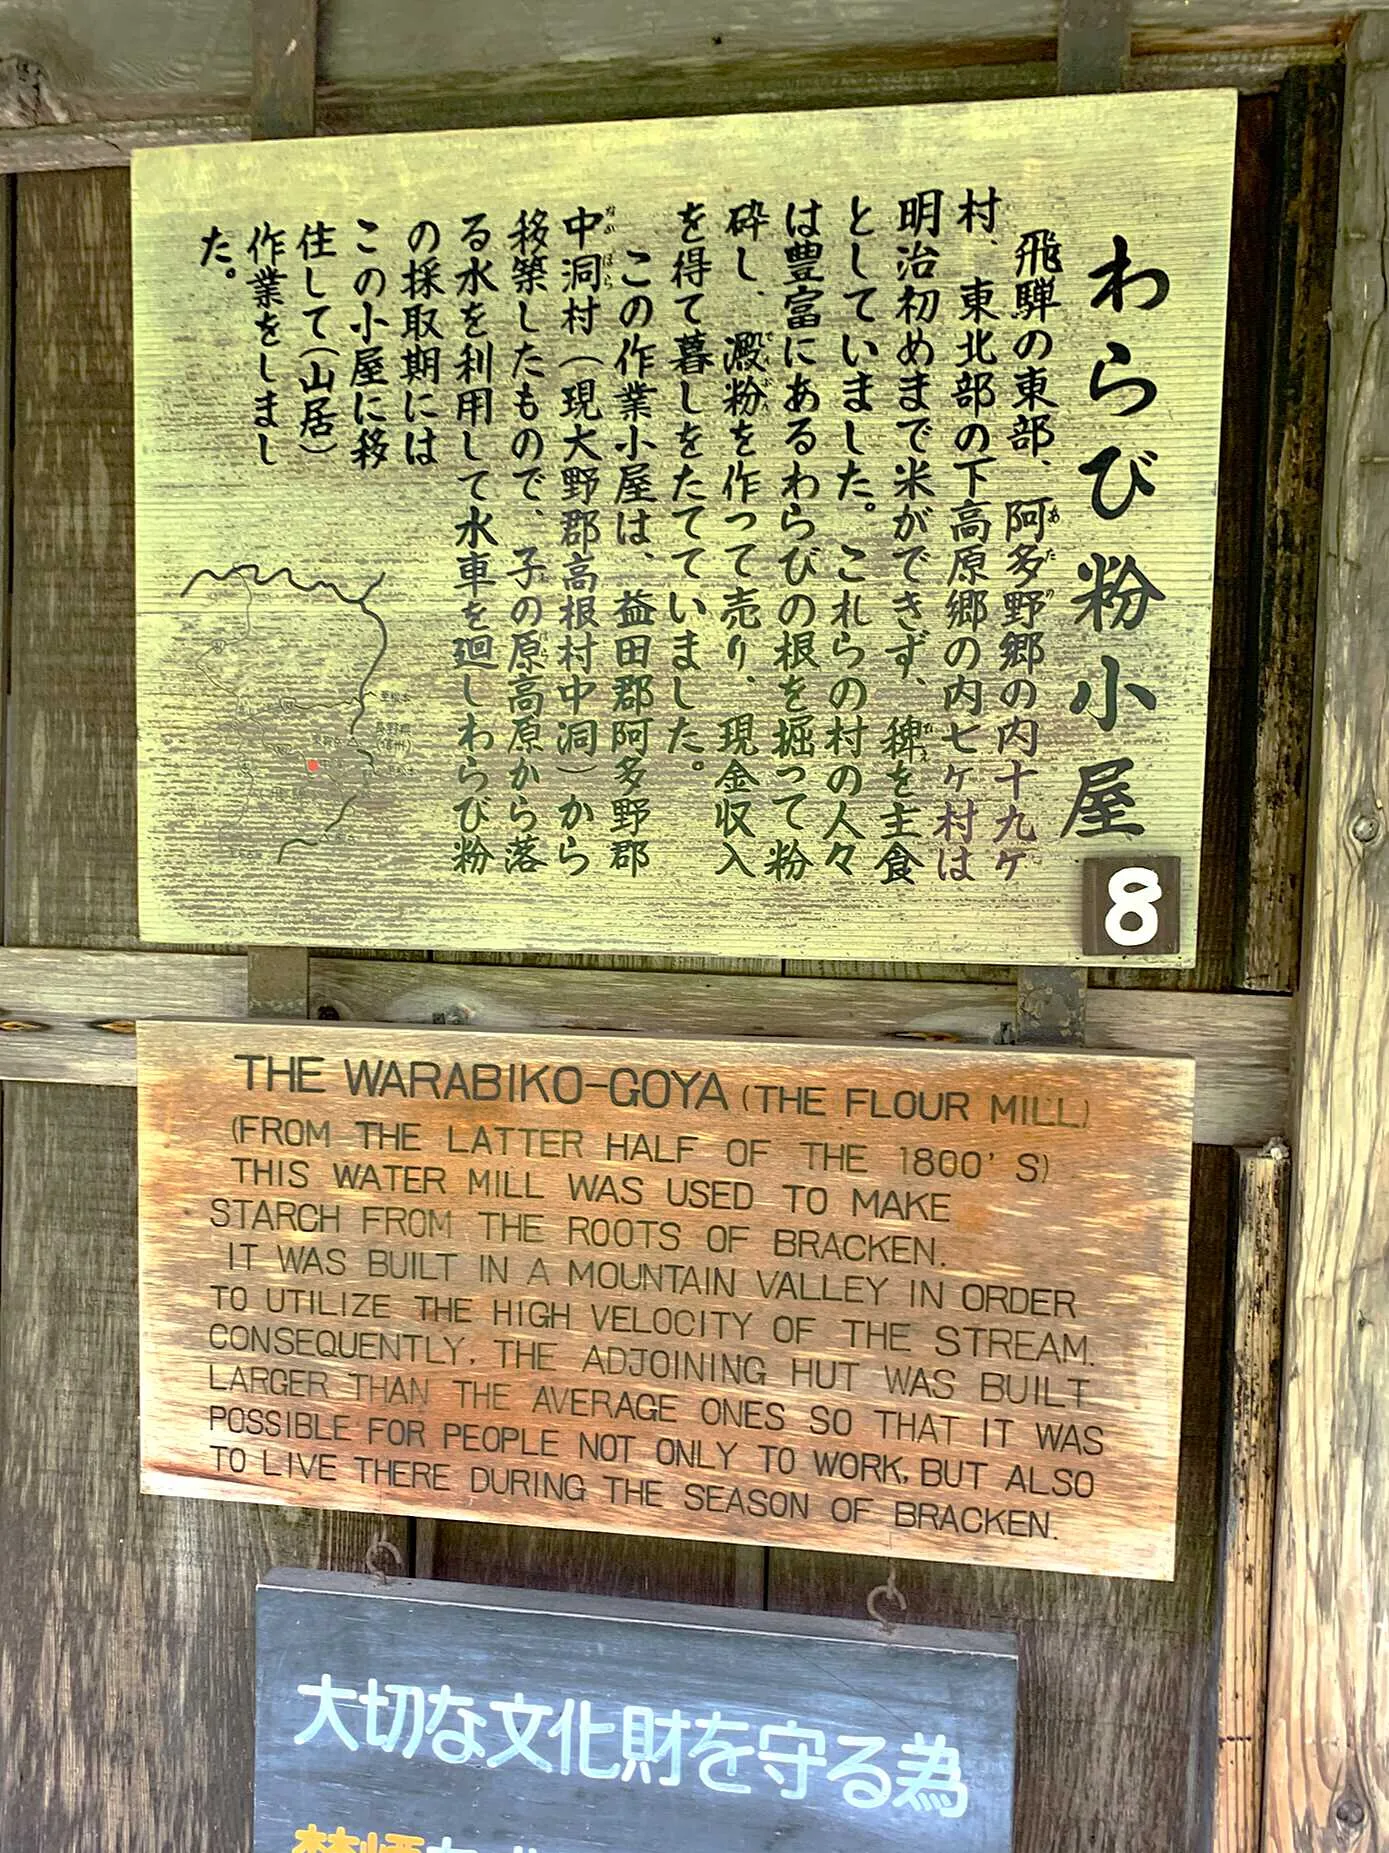 わらび粉小屋
飛騨の東部、阿多野郷の内十九ヶ
村、東北部の下高原郷の内七ヶ村は
明治初めまで米ができず、稗を主食
としていました。これらの村の人々
は豊富にあるわらびの根を掘って粉
砕し、澱粉を作って売り、現金収入
を得て暮しをたてていました。
この作業小屋は、益田郡阿多野郡
中洞村(現大野郡高根村中洞)から
移築したもので、子の原高原から落
る水を利用して水車を廻しわらび粉
の採取期には
この小屋に移
住して(山居)
作業をしまし
た。
8
THE WARABIKO-GOYA (THE FLOUR MILL)
(FROM THE LATTER HALF OF THE 1800'S)
THIS WATER MILL WAS USED TO MAKE
STARCH FROM THE ROOTS OF BRACKEN.
IT WAS BUILT IN A MOUNTAIN VALLEY IN ORDER
TO UTILIZE THE HIGH VELOCITY OF THE STREAM.
CONSEQUENTLY, THE ADJOINING HUT WAS BUILT
LARGER THAN THE AVERAGE ONES SO THAT IT WAS
POSSIBLE FOR PEOPLE NOT ONLY TO WORK, BUT ALSO
TO LIVE THERE DURING THE SEASON OF BRACKEN.
大切な文化財を守る為